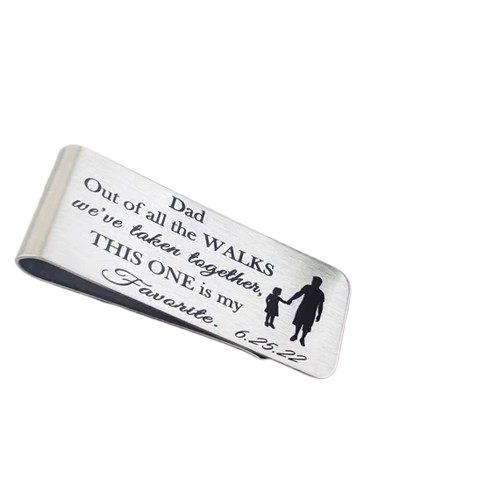 Dad
Out of all the WALKS
we've taken together,
THIS ONE is my
Favorite. 6.25.22